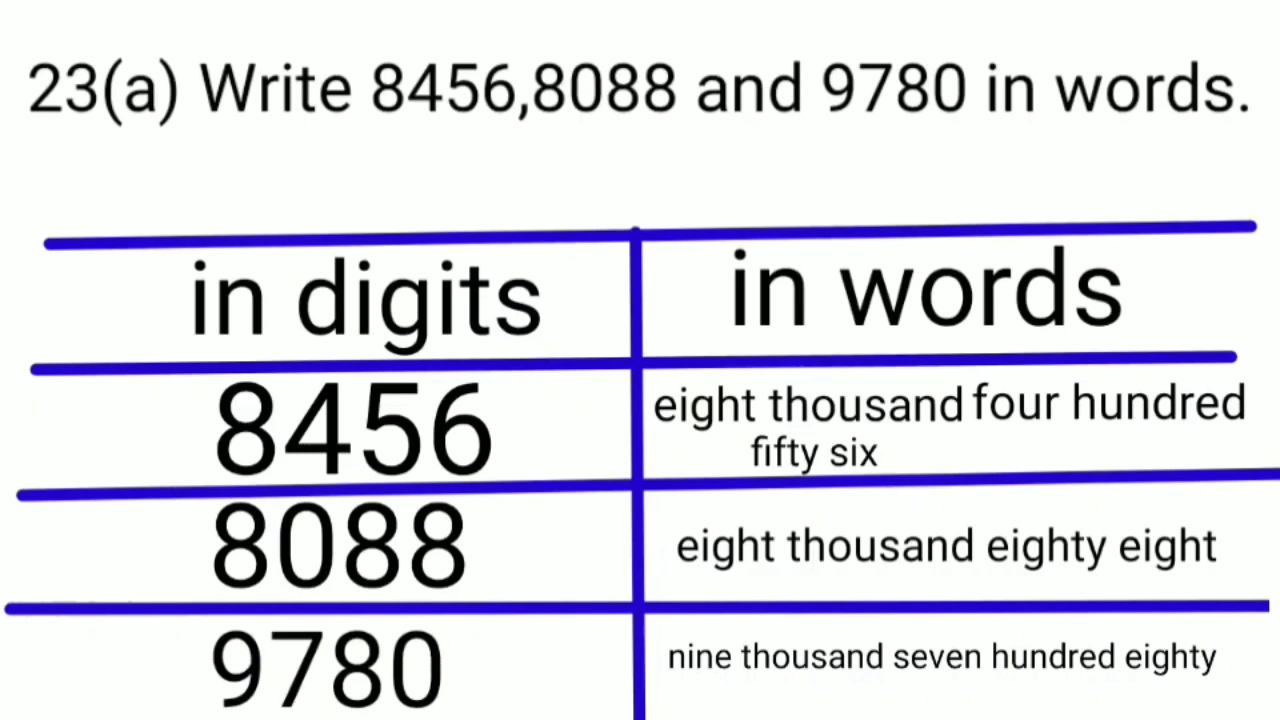 23(a) Write 8456,8088 and 9780 in words.
in digits in words
8456 eight thousand four hundred
fifty six
8088 eight thousand eighty eight
9780 nine thousand seven hundred eighty